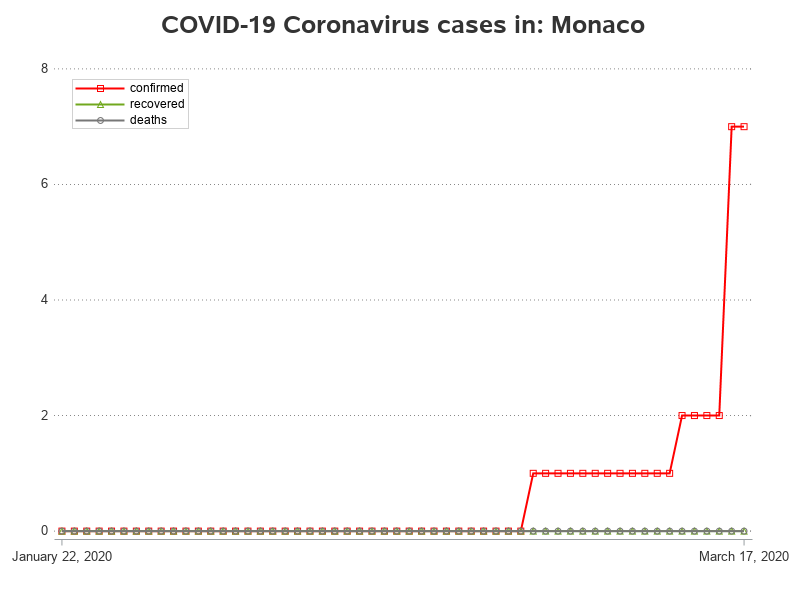 COVID-19 Coronavirus cases in: Monaco
8
confirmed
recovered
deaths
6
4
2
0
January 22, 2020
March 17, 2020